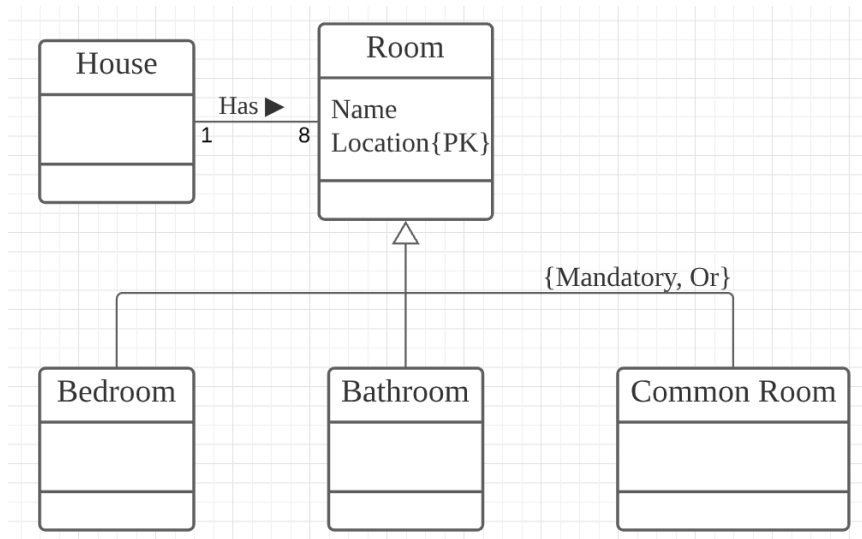 House
Room
Has ▶
1
8
Name
Location{PK}
{Mandatory, Or}
Bedroom
Bathroom
Common Room